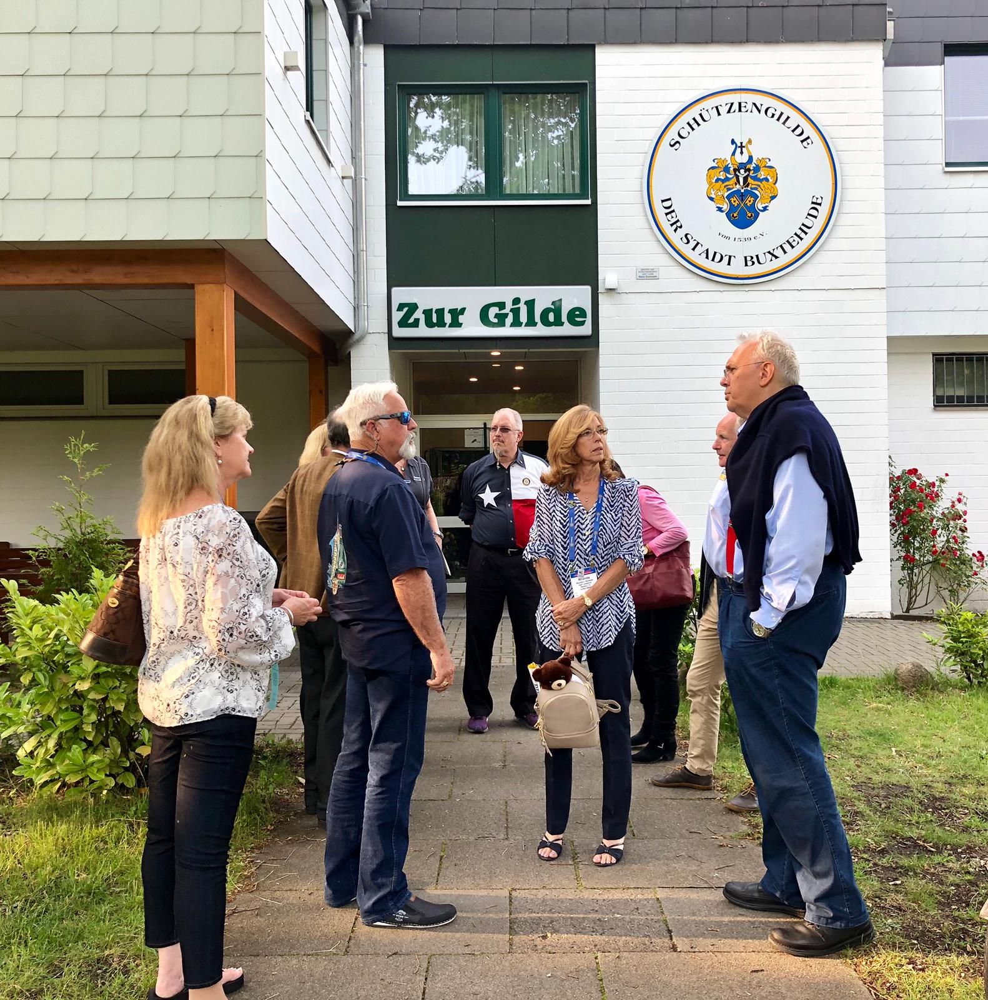 SCHÜTZENGILDE
DER STADT BUXTEHUDE
von 1539 e.V.
Zur Gilde
Rhonda